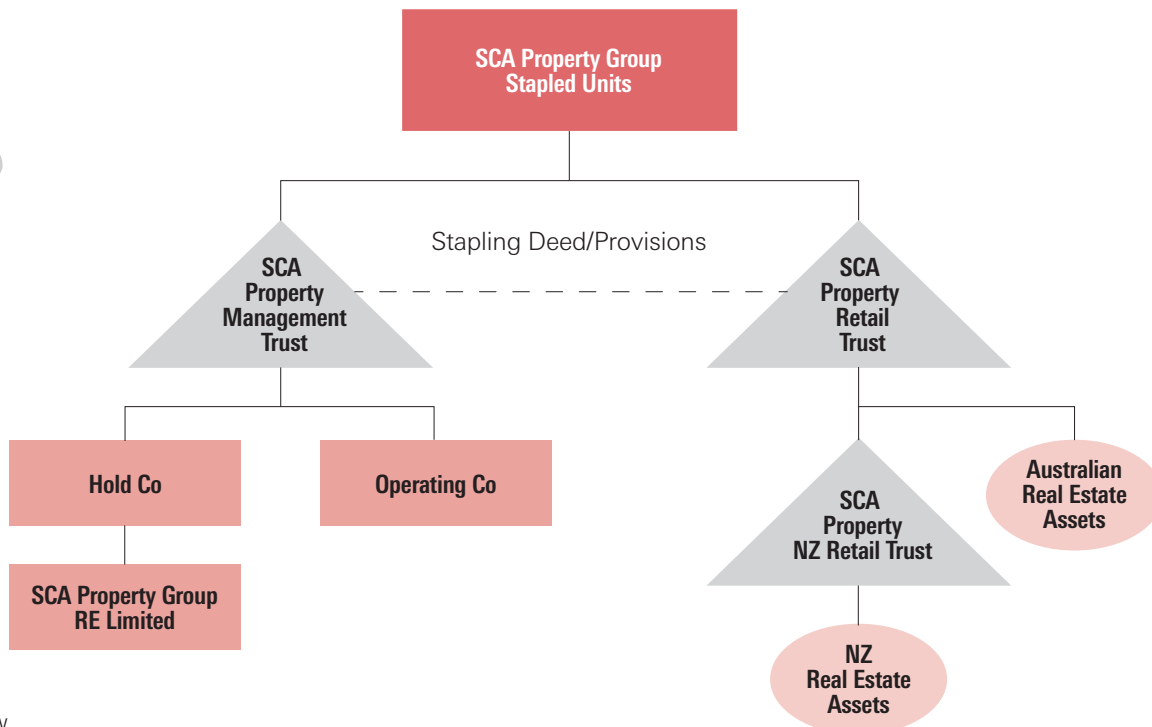 SCA Property Group
Stapled Units
Stapling Deed/Provisions
SCA
Property
Management
Trust
SCA
Property
Retail
Trust
Hold Co
Operating Co
SCA
Property
NZ Retail Trust
Australian
Real Estate
Assets
SCA Property Group
RE Limited
NZ
Real Estate
Assets